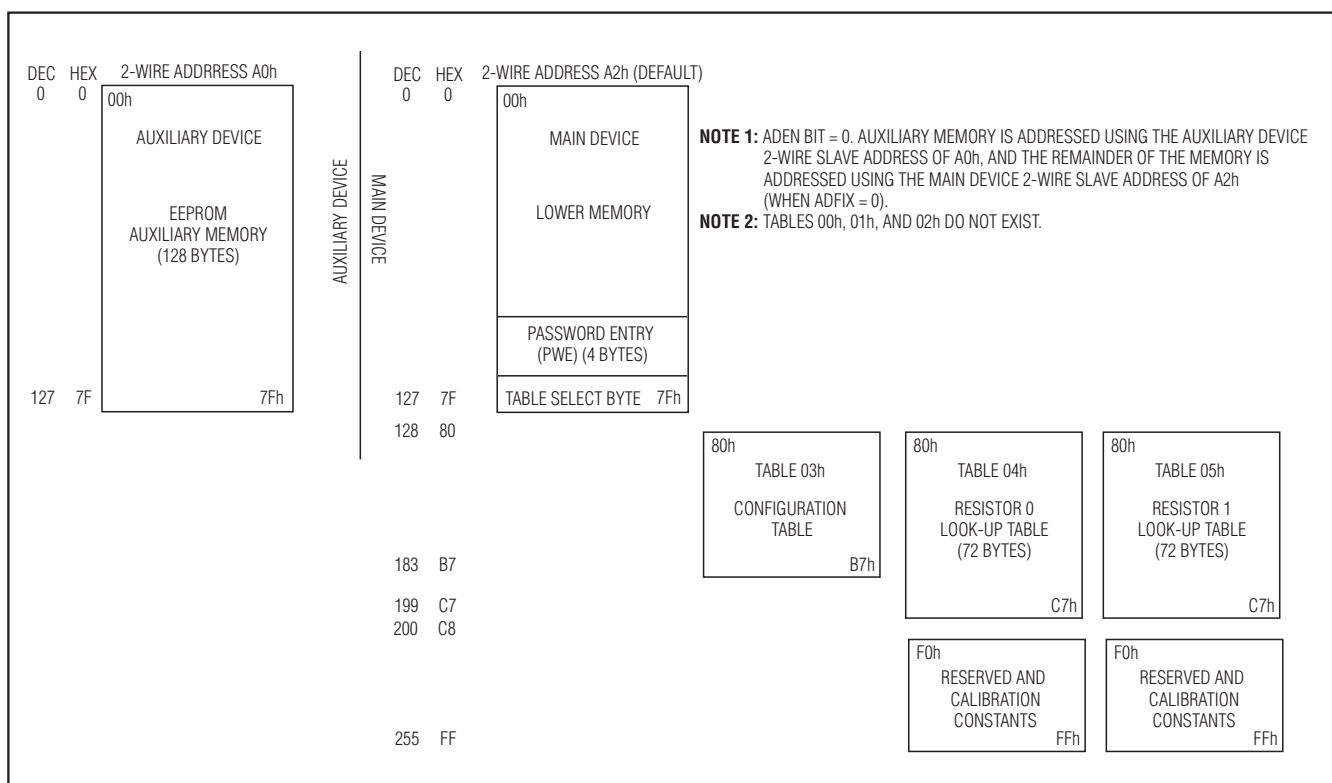 DEC HEX 2-WIRE ADDRRESS A0h
0 0
00h
AUXILIARY DEVICE
EEPROM
AUXILIARY MEMORY
(128 BYTES)
127 7F
7Fh
AUXILIARY DEVICE
MAIN DEVICE
DEC HEX 2-WIRE ADDRESS A2h (DEFAULT)
0 0
00h
MAIN DEVICE
LOWER MEMORY
PASSWORD ENTRY
(PWE) (4 BYTES)
127 7F
TABLE SELECT BYTE 7Fh
128 80
183 B7
199 C7
200 C8
255 FF
NOTE 1: ADEN BIT = 0. AUXILIARY MEMORY IS ADDRESSED USING THE AUXILIARY DEVICE
2-WIRE SLAVE ADDRESS OF A0h, AND THE REMAINDER OF THE MEMORY IS
ADDRESSED USING THE MAIN DEVICE 2-WIRE SLAVE ADDRESS OF A2h
(WHEN ADFIX = 0).
NOTE 2: TABLES 00h, 01h, AND 02h DO NOT EXIST.
80h
TABLE 03h
CONFIGURATION
TABLE
B7h
80h
TABLE 04h
RESISTOR 0
LOOK-UP TABLE
(72 BYTES)
C7h
80h
TABLE 05h
RESISTOR 1
LOOK-UP TABLE
(72 BYTES)
C7h
F0h
RESERVED AND
CALIBRATION
CONSTANTS
FFh
F0h
RESERVED AND
CALIBRATION
CONSTANTS
FFh